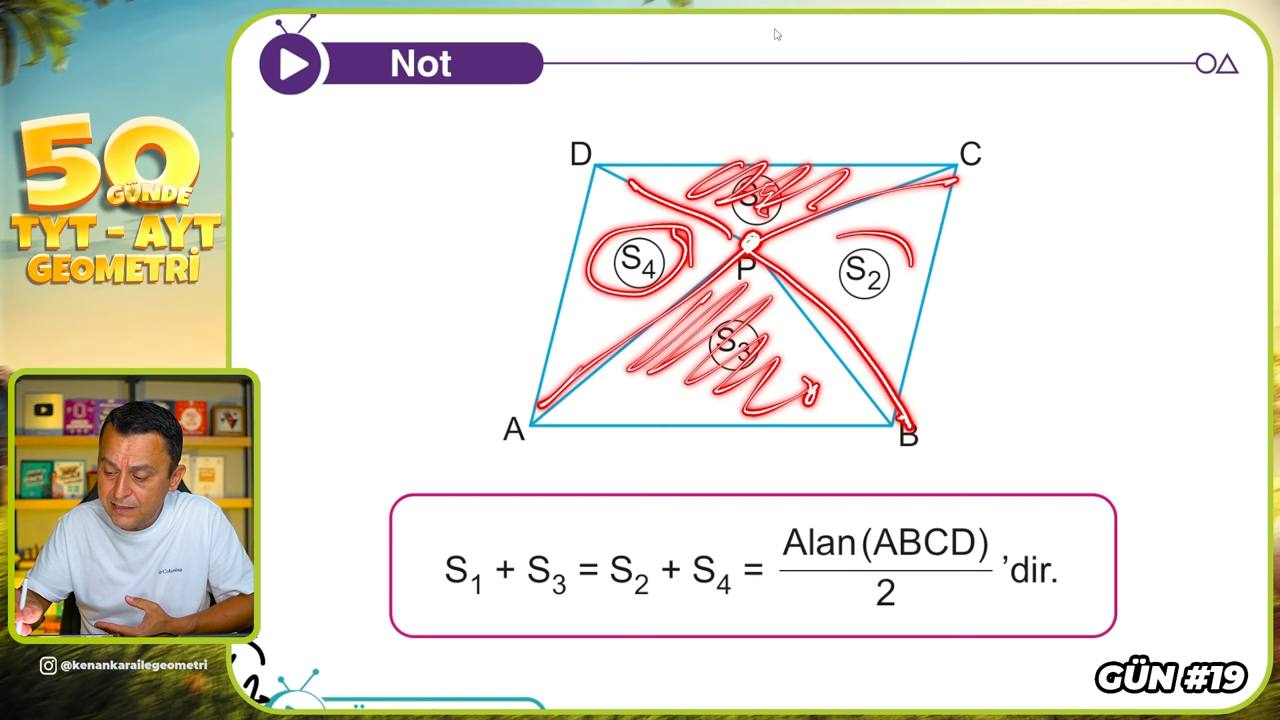 Not
50
GÜNDE
TYT - AYT
GEOMETRİ
D
C
S₄
P
S₂
S₃
A
B
S₁ + S₃ = S₂ + S₄ = Alan(ABCD)/2 ’dir.
@kenankarailegeometri
GÜN #19